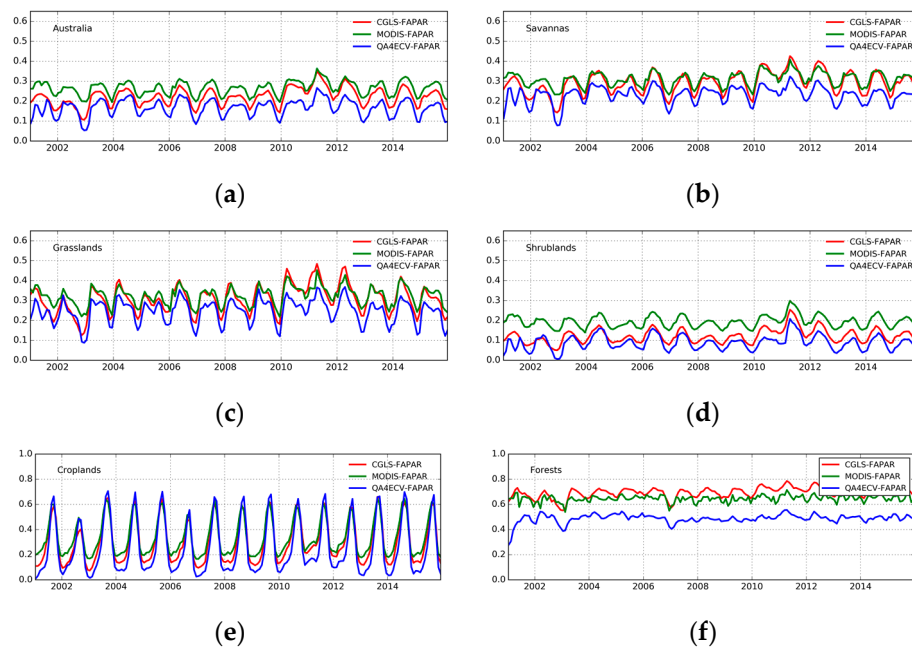 Australia
CGLS-FAPAR
MODIS-FAPAR
QA4ECV-FAPAR
0.6
0.5
0.4
0.3
0.2
0.1
0.0
2002 2004 2006 2008 2010 2012 2014
(a)
Savannas
CGLS-FAPAR
MODIS-FAPAR
QA4ECV-FAPAR
0.6
0.5
0.4
0.3
0.2
0.1
0.0
2002 2004 2006 2008 2010 2012 2014
(b)
Grasslands
CGLS-FAPAR
MODIS-FAPAR
QA4ECV-FAPAR
0.6
0.5
0.4
0.3
0.2
0.1
0.0
2002 2004 2006 2008 2010 2012 2014
(c)
Shrublands
CGLS-FAPAR
MODIS-FAPAR
QA4ECV-FAPAR
0.6
0.5
0.4
0.3
0.2
0.1
0.0
2002 2004 2006 2008 2010 2012 2014
(d)
Croplands
CGLS-FAPAR
MODIS-FAPAR
QA4ECV-FAPAR
1.0
0.8
0.6
0.4
0.2
0.0
2002 2004 2006 2008 2010 2012 2014
(e)
Forests
CGLS-FAPAR
MODIS-FAPAR
QA4ECV-FAPAR
1.0
0.8
0.6
0.4
0.2
0.0
2002 2004 2006 2008 2010 2012 2014
(f)